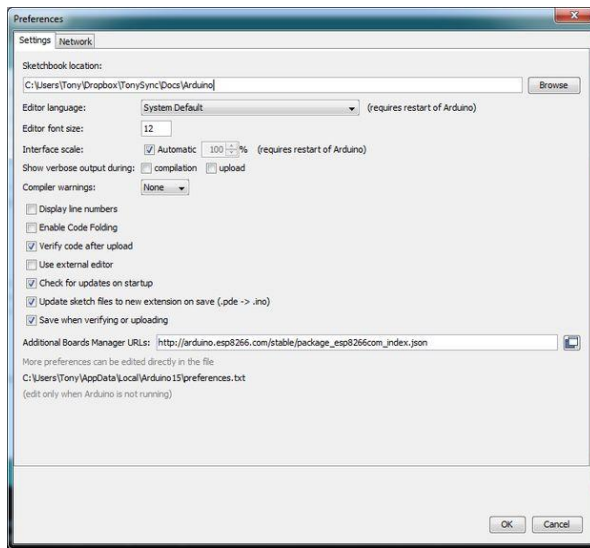 Preferences
Settings Network
Sketchbook location:
C:\Users\Tony\Dropbox\TonySync\Docs\Arduino Browse
Editor language: System Default (requires restart of Arduino)
Editor font size: 12
Interface scale: Automatic 100 % (requires restart of Arduino)
Show verbose output during: compilation upload
Compiler warnings: None
Display line numbers
Enable Code Folding
Verify code after upload
Use external editor
Check for updates on startup
Update sketch files to new extension on save (.pde -> .ino)
Save when verifying or uploading
Additional Boards Manager URLs: http://arduino.esp8266.com/stable/package_esp8266com_index.json
More preferences can be edited directly in the file
C:\Users\Tony\AppData\Local\Arduino15\preferences.txt
(edit only when Arduino is not running)
OK Cancel